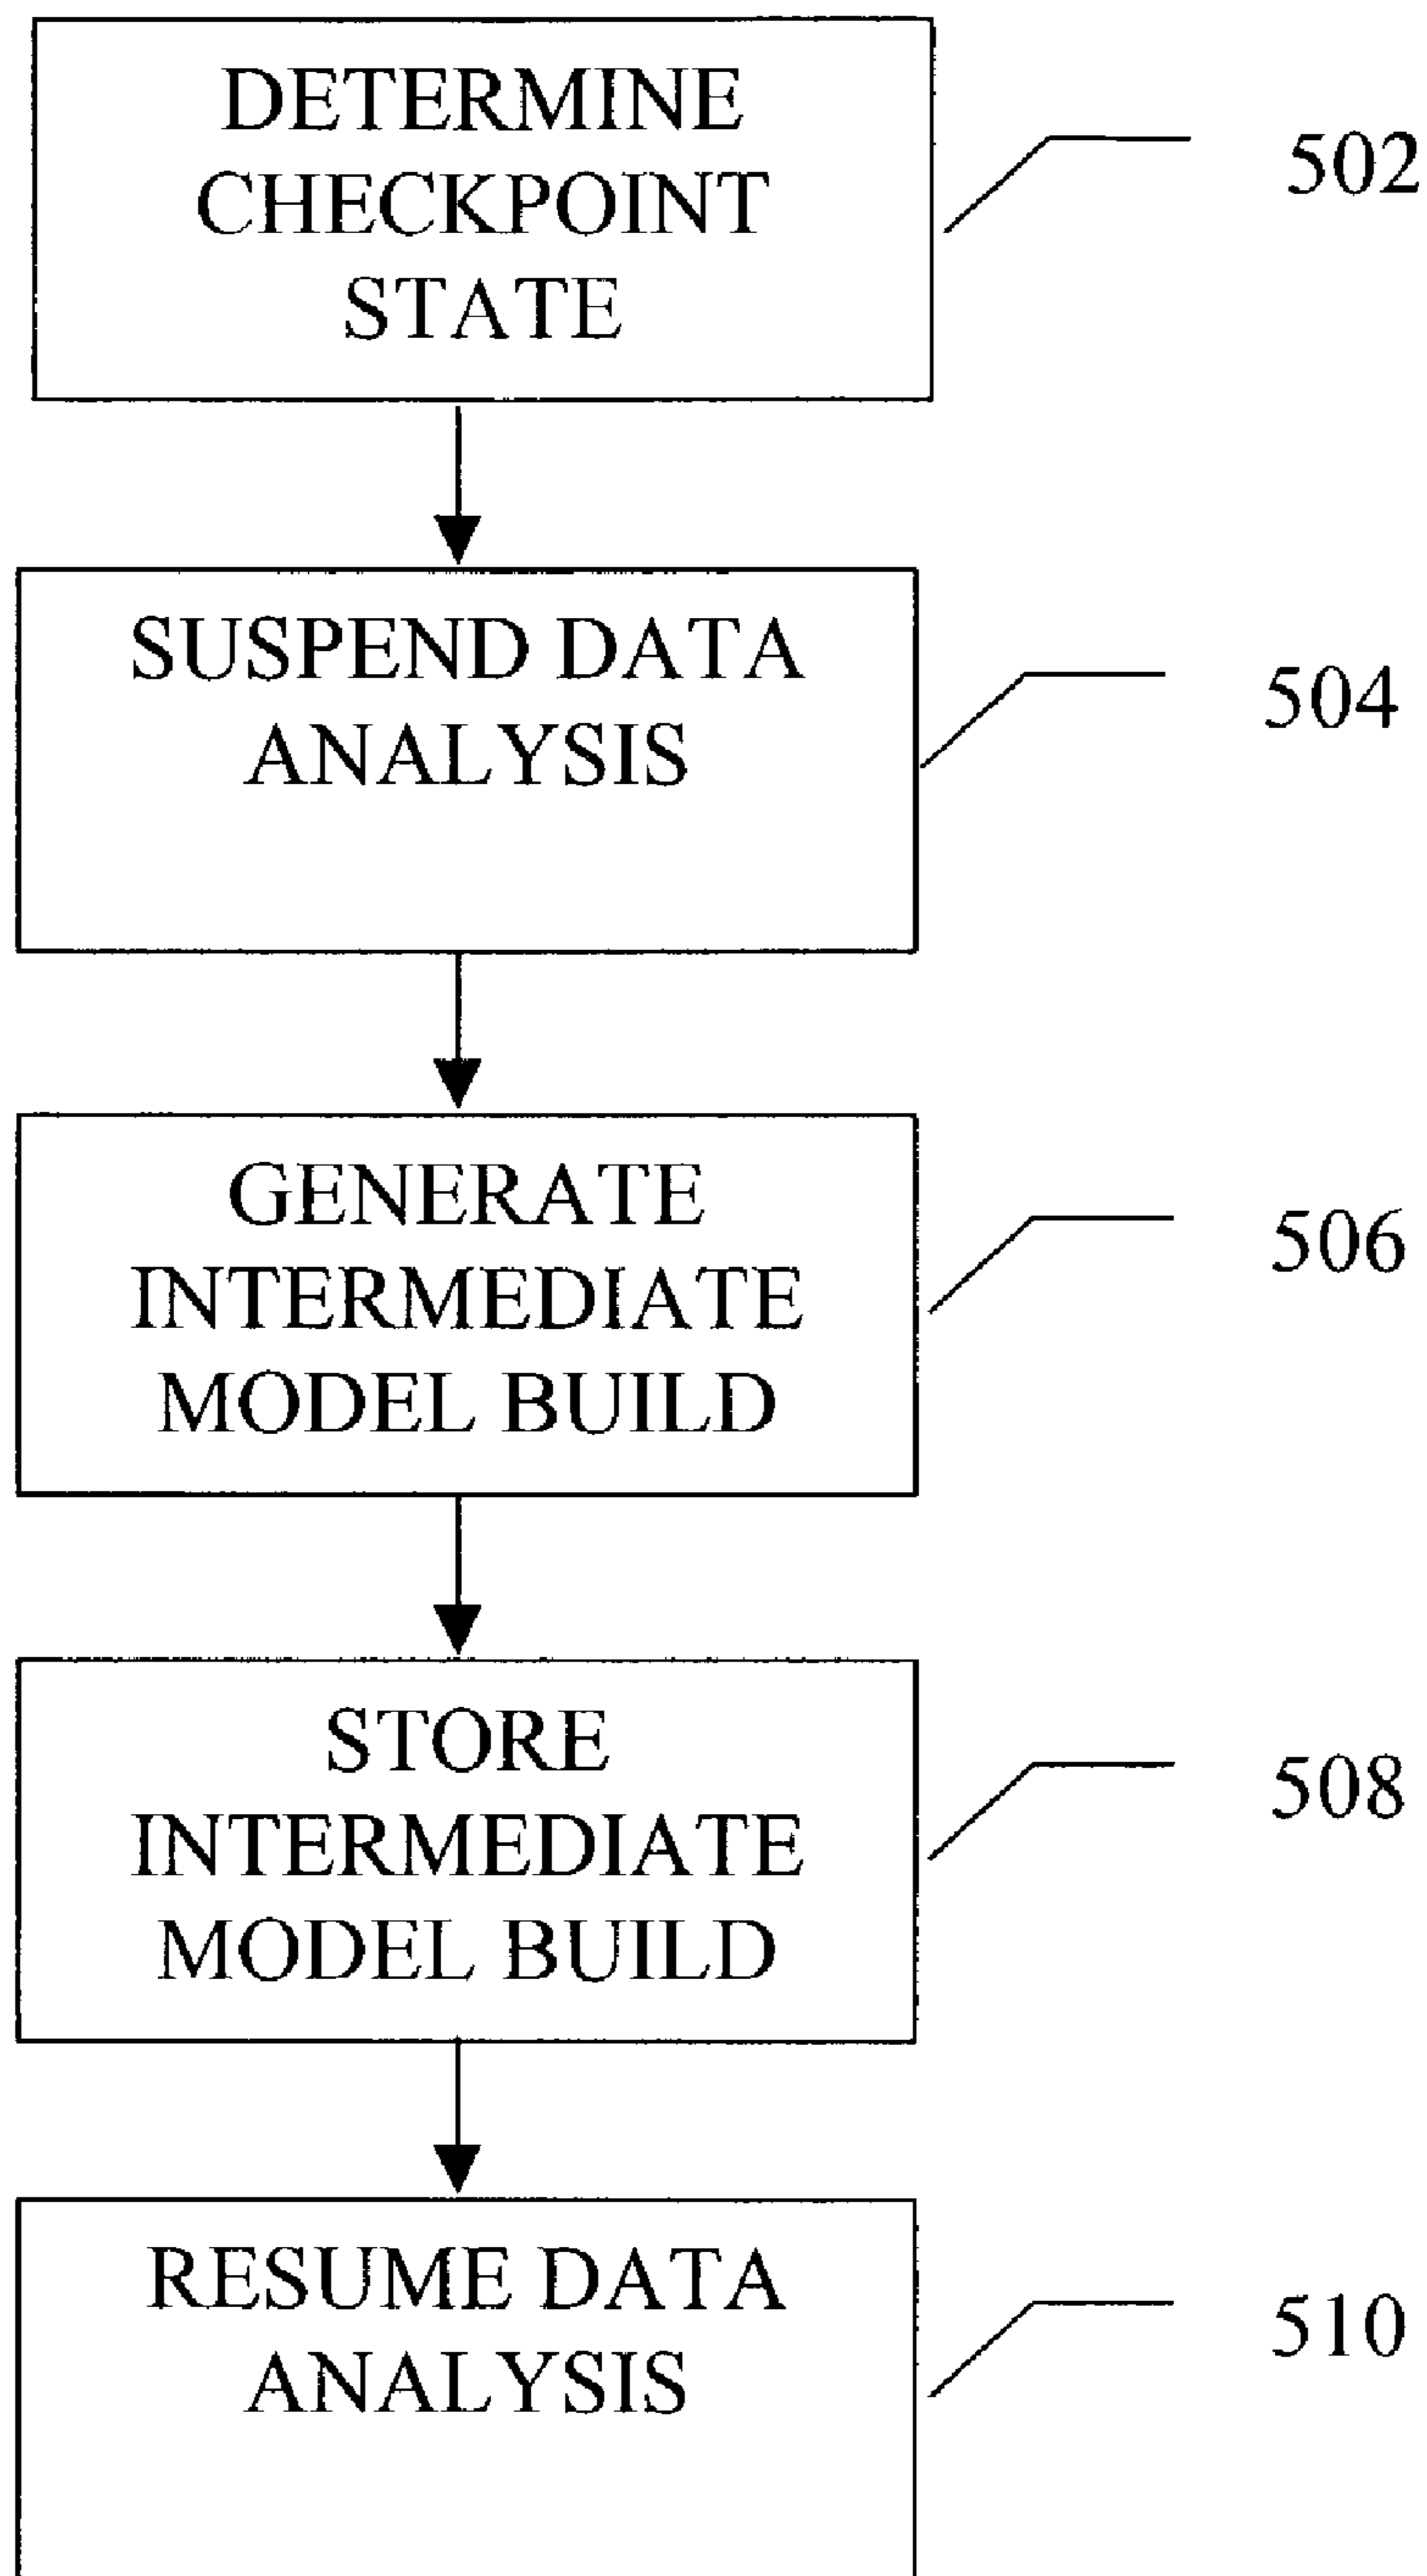 DETERMINE
CHECKPOINT
STATE
502
SUSPEND DATA
ANALYSIS
504
GENERATE
INTERMEDIATE
MODEL BUILD
506
STORE
INTERMEDIATE
MODEL BUILD
508
RESUME DATA
ANALYSIS
510